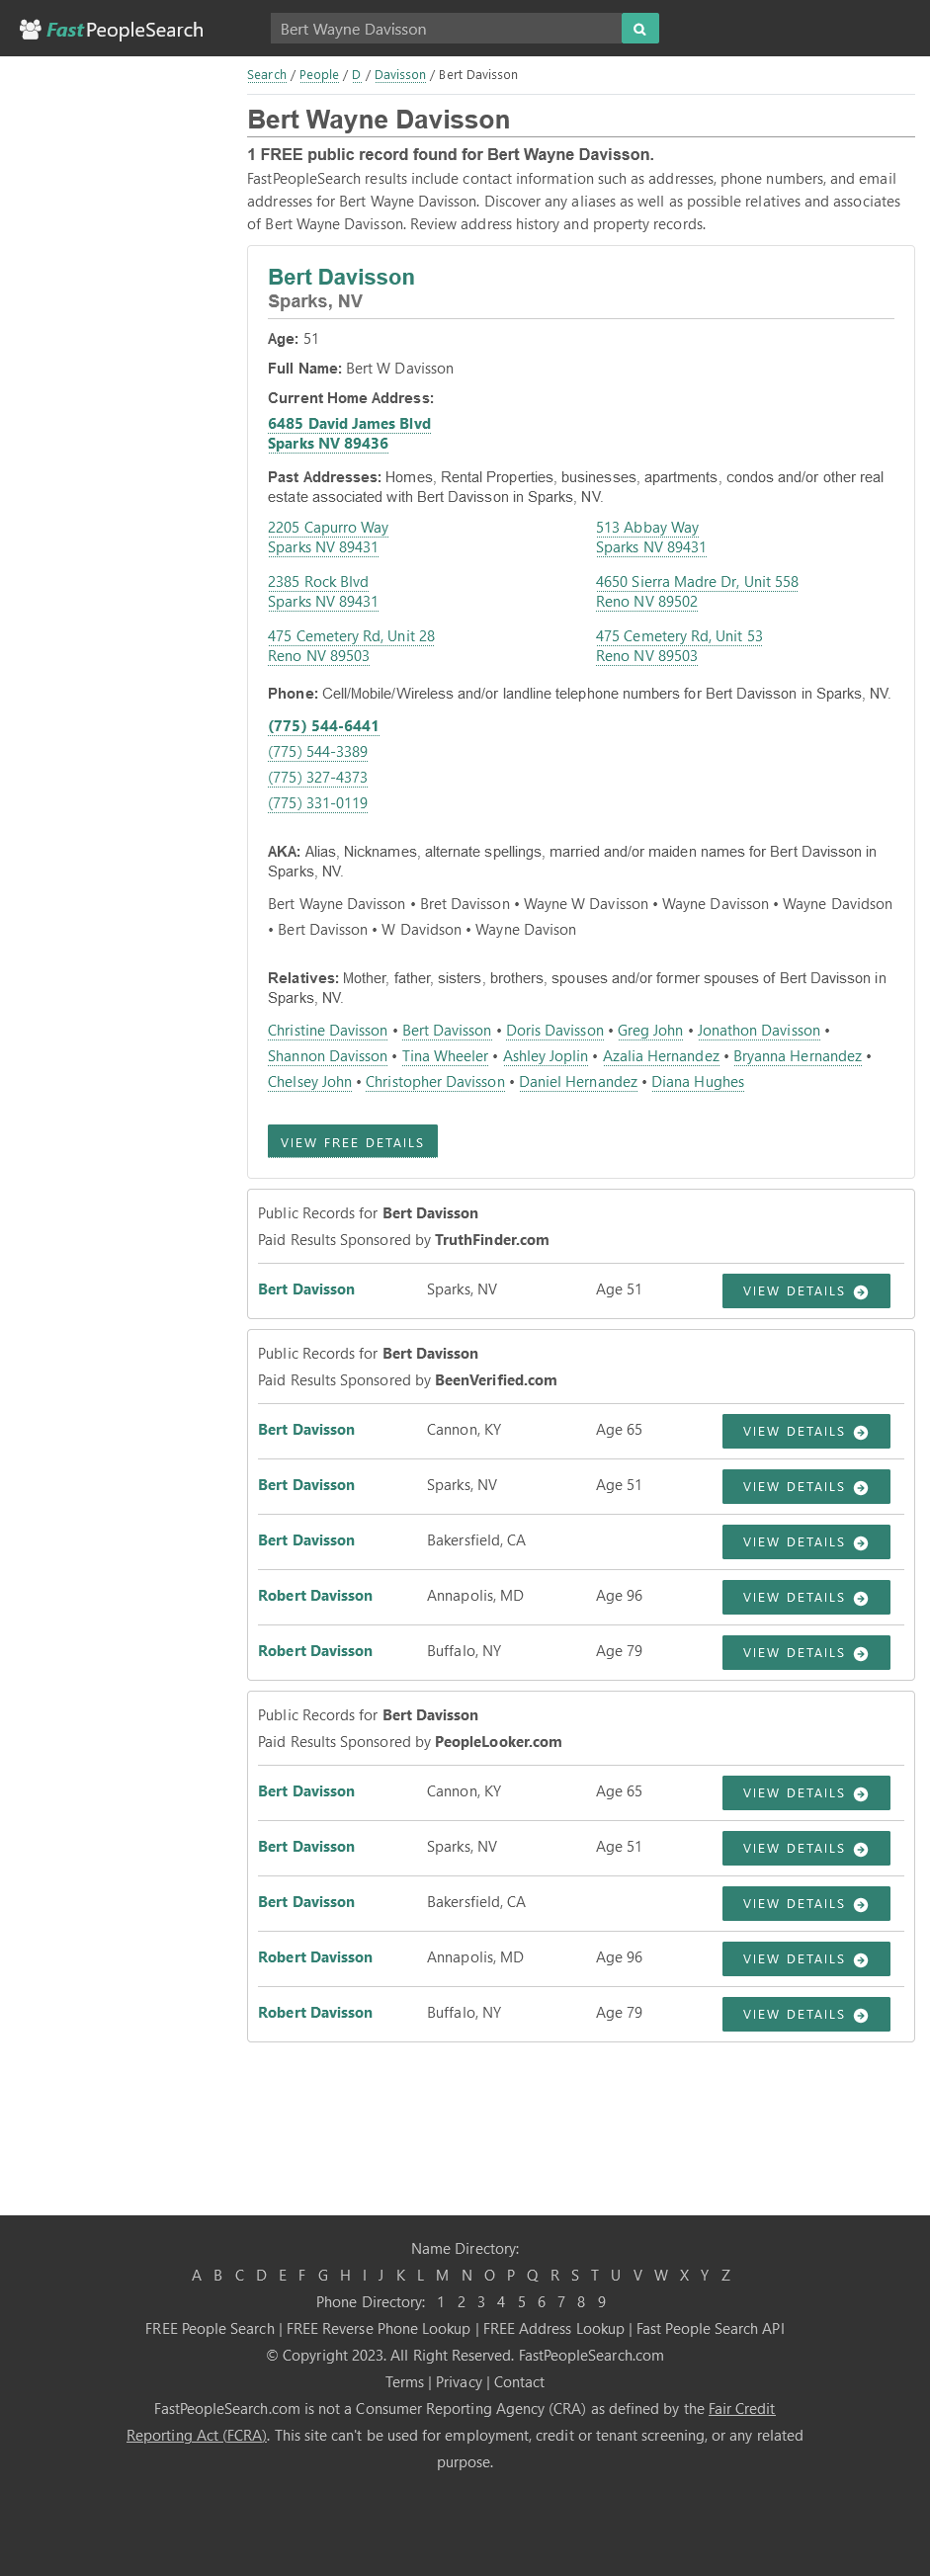 FastPeopleSearch
Bert Wayne Davisson
Search / People / D / Davisson / Bert Davisson
Bert Wayne Davisson
1 FREE public record found for Bert Wayne Davisson.
FastPeopleSearch results include contact information such as addresses, phone numbers, and email
addresses for Bert Wayne Davisson. Discover any aliases as well as possible relatives and associates
of Bert Wayne Davisson. Review address history and property records.
Bert Davisson
Sparks, NV
Age: 51
Full Name: Bert W Davisson
Current Home Address:
6485 David James Blvd
Sparks NV 89436
Past Addresses: Homes, Rental Properties, businesses, apartments, condos and/or other real
estate associated with Bert Davisson in Sparks, NV.
2205 Capurro Way
Sparks NV 89431
513 Abbay Way
Sparks NV 89431
2385 Rock Blvd
Sparks NV 89431
4650 Sierra Madre Dr, Unit 558
Reno NV 89502
475 Cemetery Rd, Unit 28
Reno NV 89503
475 Cemetery Rd, Unit 53
Reno NV 89503
Phone: Cell/Mobile/Wireless and/or landline telephone numbers for Bert Davisson in Sparks, NV.
(775) 544-6441
(775) 544-3389
(775) 327-4373
(775) 331-0119
AKA: Alias, Nicknames, alternate spellings, married and/or maiden names for Bert Davisson in
Sparks, NV.
Bert Wayne Davisson • Bret Davisson • Wayne W Davisson • Wayne Davisson • Wayne Davidson
• Bert Davisson • W Davidson • Wayne Davison
Relatives: Mother, father, sisters, brothers, spouses and/or former spouses of Bert Davisson in
Sparks, NV.
Christine Davisson • Bert Davisson • Doris Davisson • Greg John • Jonathon Davisson •
Shannon Davisson • Tina Wheeler • Ashley Joplin • Azalia Hernandez • Bryanna Hernandez •
Chelsey John • Christopher Davisson • Daniel Hernandez • Diana Hughes
VIEW FREE DETAILS
Public Records for Bert Davisson
Paid Results Sponsored by TruthFinder.com
Bert Davisson Sparks, NV Age 51 VIEW DETAILS
Public Records for Bert Davisson
Paid Results Sponsored by BeenVerified.com
Bert Davisson Cannon, KY Age 65 VIEW DETAILS
Bert Davisson Sparks, NV Age 51 VIEW DETAILS
Bert Davisson Bakersfield, CA VIEW DETAILS
Robert Davisson Annapolis, MD Age 96 VIEW DETAILS
Robert Davisson Buffalo, NY Age 79 VIEW DETAILS
Public Records for Bert Davisson
Paid Results Sponsored by PeopleLooker.com
Bert Davisson Cannon, KY Age 65 VIEW DETAILS
Bert Davisson Sparks, NV Age 51 VIEW DETAILS
Bert Davisson Bakersfield, CA VIEW DETAILS
Robert Davisson Annapolis, MD Age 96 VIEW DETAILS
Robert Davisson Buffalo, NY Age 79 VIEW DETAILS
Name Directory:
A B C D E F G H I J K L M N O P Q R S T U V W X Y Z
Phone Directory: 1 2 3 4 5 6 7 8 9
FREE People Search | FREE Reverse Phone Lookup | FREE Address Lookup | Fast People Search API
© Copyright 2023. All Right Reserved. FastPeopleSearch.com
Terms | Privacy | Contact
FastPeopleSearch.com is not a Consumer Reporting Agency (CRA) as defined by the Fair Credit
Reporting Act (FCRA). This site can't be used for employment, credit or tenant screening, or any related
purpose.